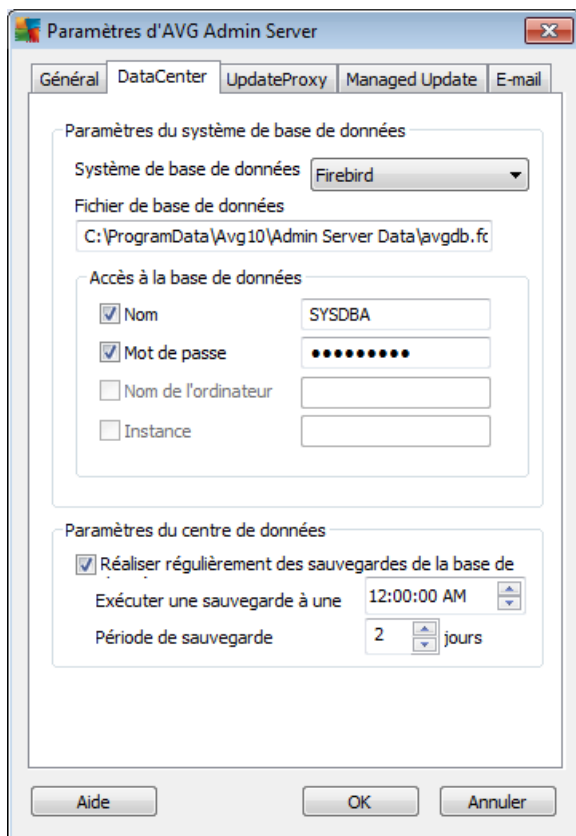 Paramètres d'AVG Admin Server
Général DataCenter UpdateProxy Managed Update E-mail
Paramètres du système de base de données
Système de base de données Firebird
Fichier de base de données
C:\ProgramData\Avg10\Admin Server Data\avgdb.fc
Accès à la base de données
Nom SYSDBA
Mot de passe •••••••••
Nom de l'ordinateur
Instance
Paramètres du centre de données
Réaliser régulièrement des sauvegardes de la base de
Exécuter une sauvegarde à une 12:00:00 AM
Période de sauvegarde 2 jours
Aide OK Annuler